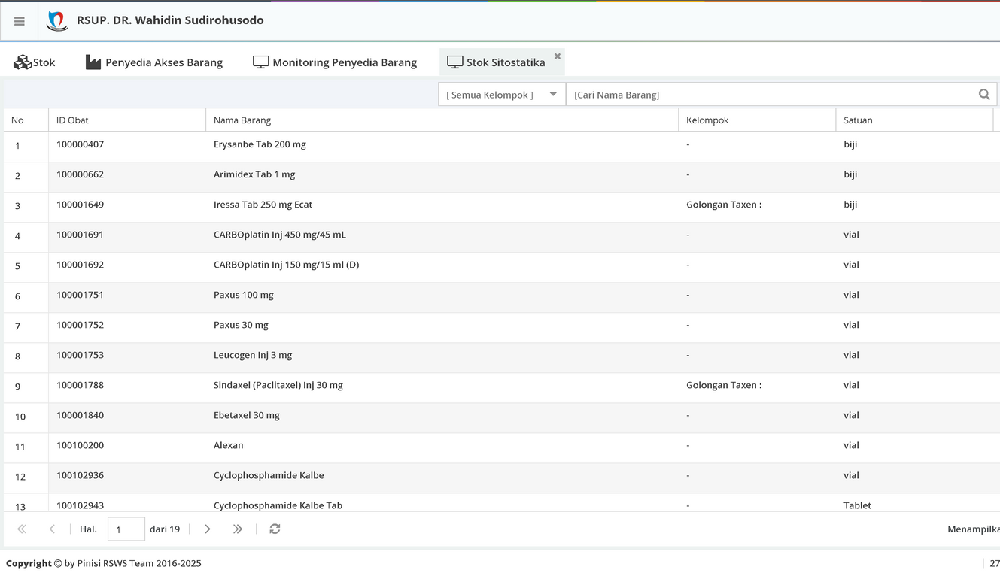 RSUP. DR. Wahidin Sudirohusodo
Stok Penyedia Akses Barang Monitoring Penyedia Barang Stok Sitostatika
[ Semua Kelompok ] [Cari Nama Barang]
No ID Obat Nama Barang Kelompok Satuan
1 100000407 Erysanbe Tab 200 mg - biji
2 100000662 Arimidex Tab 1 mg - biji
3 100001649 Iressa Tab 250 mg Ecat Golongan Taxen : biji
4 100001691 CARBOplatin Inj 450 mg/45 mL - vial
5 100001692 CARBOplatin Inj 150 mg/15 ml (D) - vial
6 100001751 Paxus 100 mg - vial
7 100001752 Paxus 30 mg - vial
8 100001753 Leucogen Inj 3 mg - vial
9 100001788 Sindaxel (Paclitaxel) Inj 30 mg Golongan Taxen : vial
10 100001840 Ebetaxel 30 mg - vial
11 100100200 Alexan - vial
12 100102936 Cyclophosphamide Kalbe - vial
13 100102943 Cyclophosphamide Kalbe Tab - Tablet
Hal. 1 dari 19 Menampilka
Copyright © by Pinisi RSWS Team 2016-2025 27